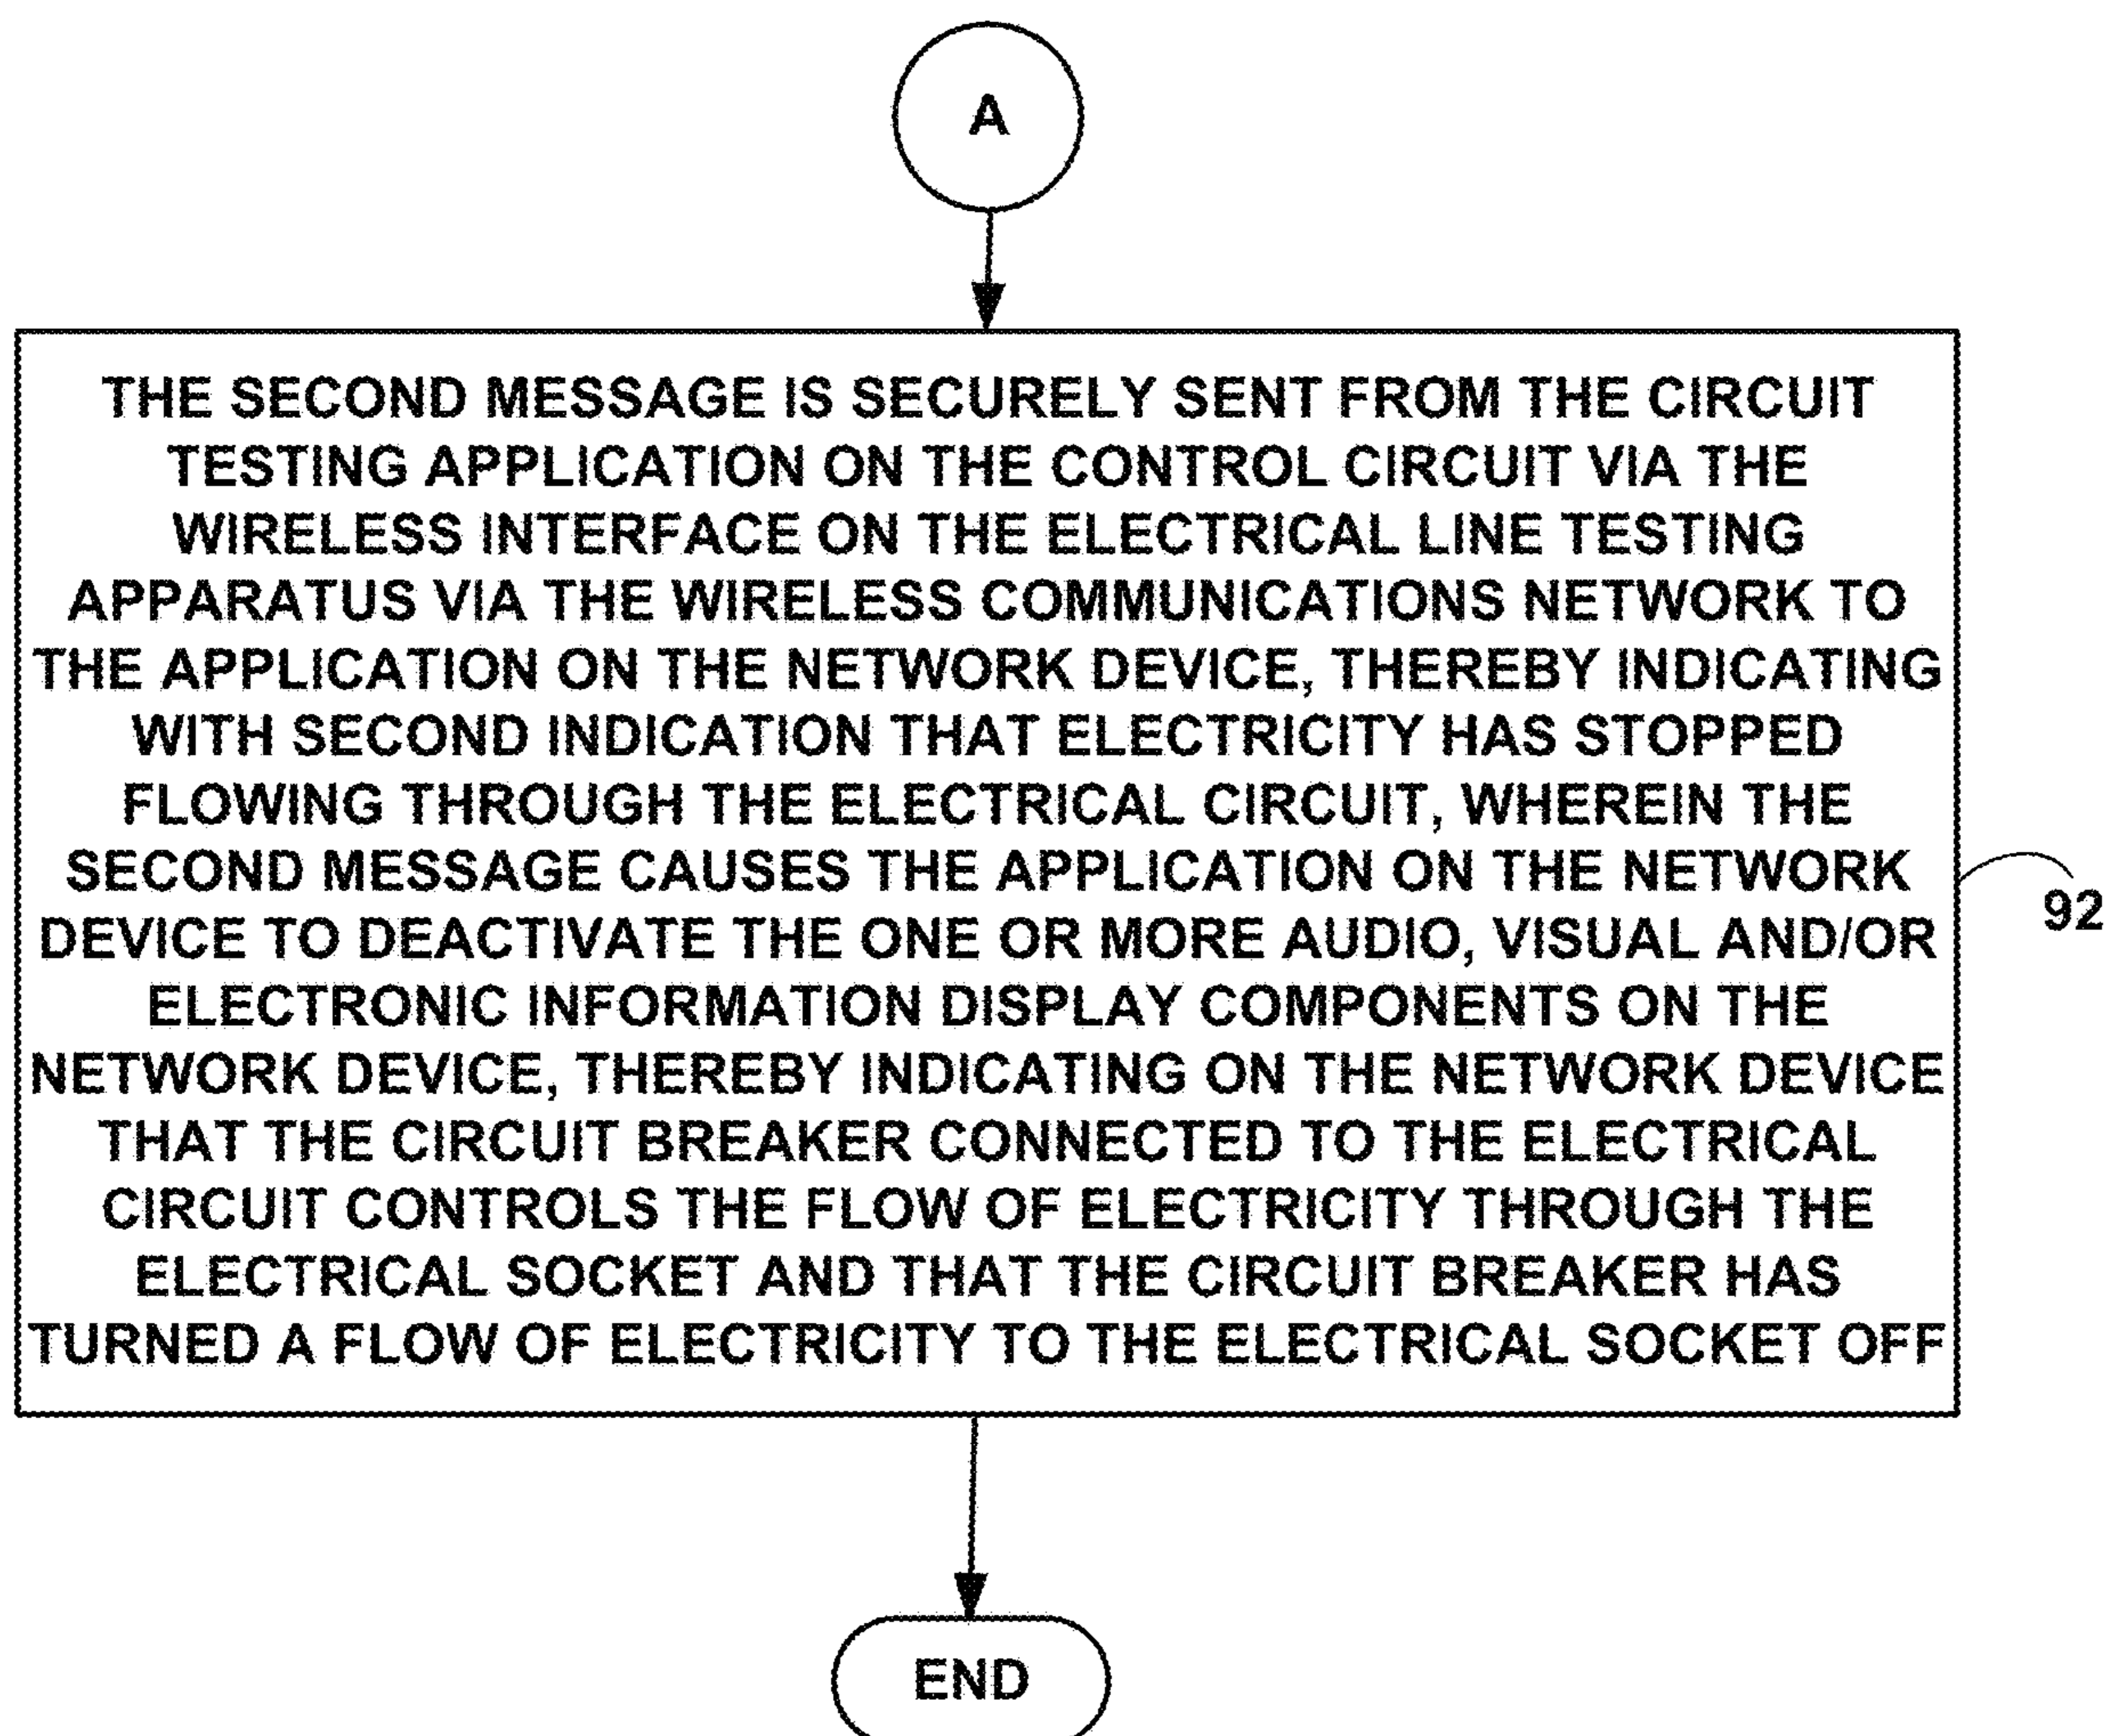 A
THE SECOND MESSAGE IS SECURELY SENT FROM THE CIRCUIT
TESTING APPLICATION ON THE CONTROL CIRCUIT VIA THE
WIRELESS INTERFACE ON THE ELECTRICAL LINE TESTING
APPARATUS VIA THE WIRELESS COMMUNICATIONS NETWORK TO
THE APPLICATION ON THE NETWORK DEVICE, THEREBY INDICATING
WITH SECOND INDICATION THAT ELECTRICITY HAS STOPPED
FLOWING THROUGH THE ELECTRICAL CIRCUIT, WHEREIN THE
SECOND MESSAGE CAUSES THE APPLICATION ON THE NETWORK
DEVICE TO DEACTIVATE THE ONE OR MORE AUDIO, VISUAL AND/OR
ELECTRONIC INFORMATION DISPLAY COMPONENTS ON THE
NETWORK DEVICE, THEREBY INDICATING ON THE NETWORK DEVICE
THAT THE CIRCUIT BREAKER CONNECTED TO THE ELECTRICAL
CIRCUIT CONTROLS THE FLOW OF ELECTRICITY THROUGH THE
ELECTRICAL SOCKET AND THAT THE CIRCUIT BREAKER HAS
TURNED A FLOW OF ELECTRICITY TO THE ELECTRICAL SOCKET OFF
92
END